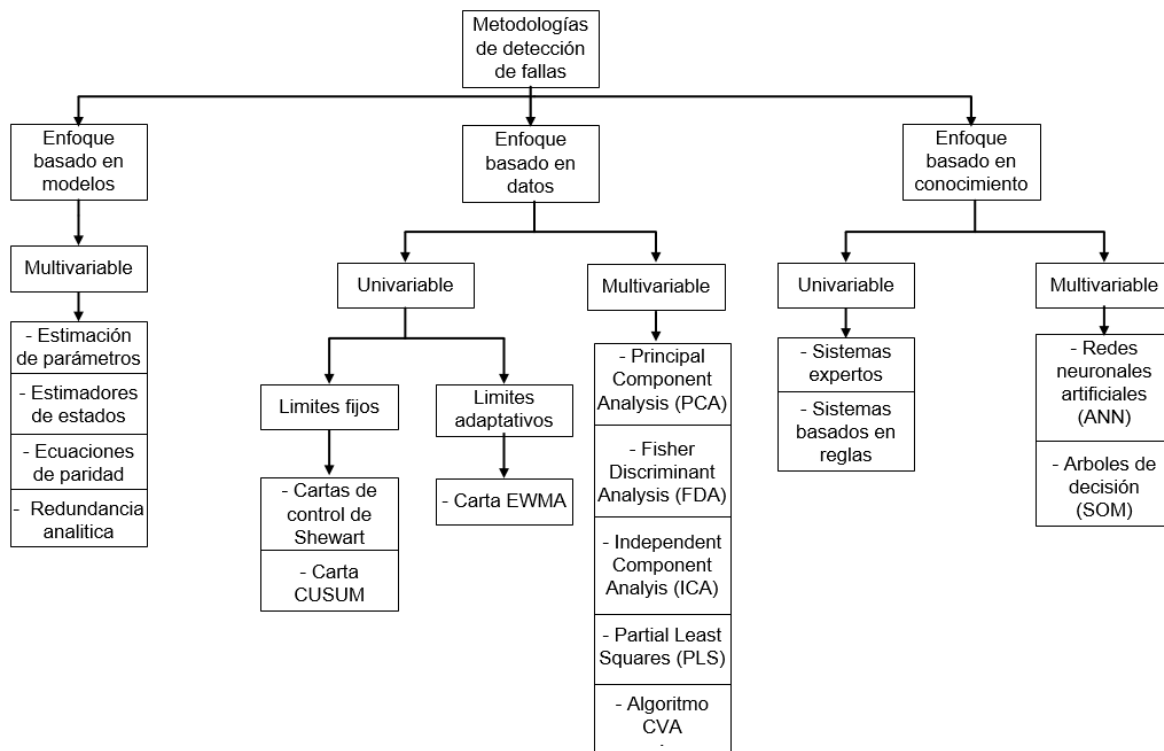 Metodologías
de detección
de fallas
Enfoque
basado en
modelos
Enfoque
basado en
datos
Enfoque
basado en
conocimiento
Multivariable
Univariable
Multivariable
Univariable
Multivariable
- Estimación
de parámetros
- Estimadores
de estados
- Ecuaciones
de paridad
- Redundancia
analitica
Limites fijos
Limites
adaptativos
- Cartas de
control de
Shewart
- Carta
CUSUM
- Carta EWMA
- Principal
Component
Analysis (PCA)
- Fisher
Discriminant
Analysis (FDA)
- Independent
Component
Analyis (ICA)
- Partial Least
Squares (PLS)
- Algoritmo
CVA
- Sistemas
expertos
- Sistemas
basados en
reglas
- Redes
neuronales
artificiales
(ANN)
- Arboles de
decisión
(SOM)